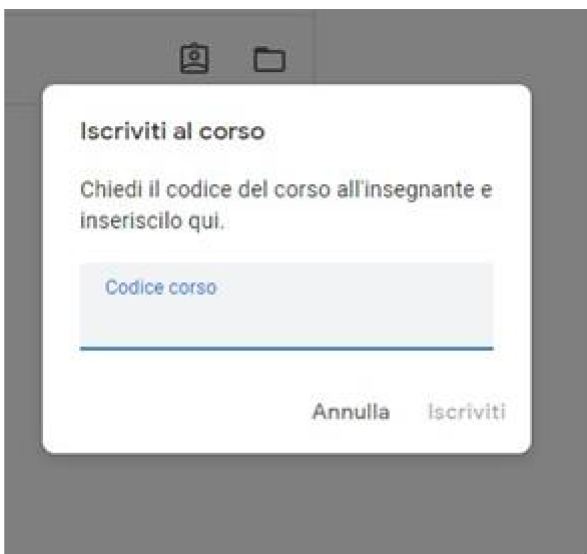 Iscriviti al corso
Chiedi il codice del corso all'insegnante e
inseriscilo qui.
Codice corso
Annulla Iscriviti